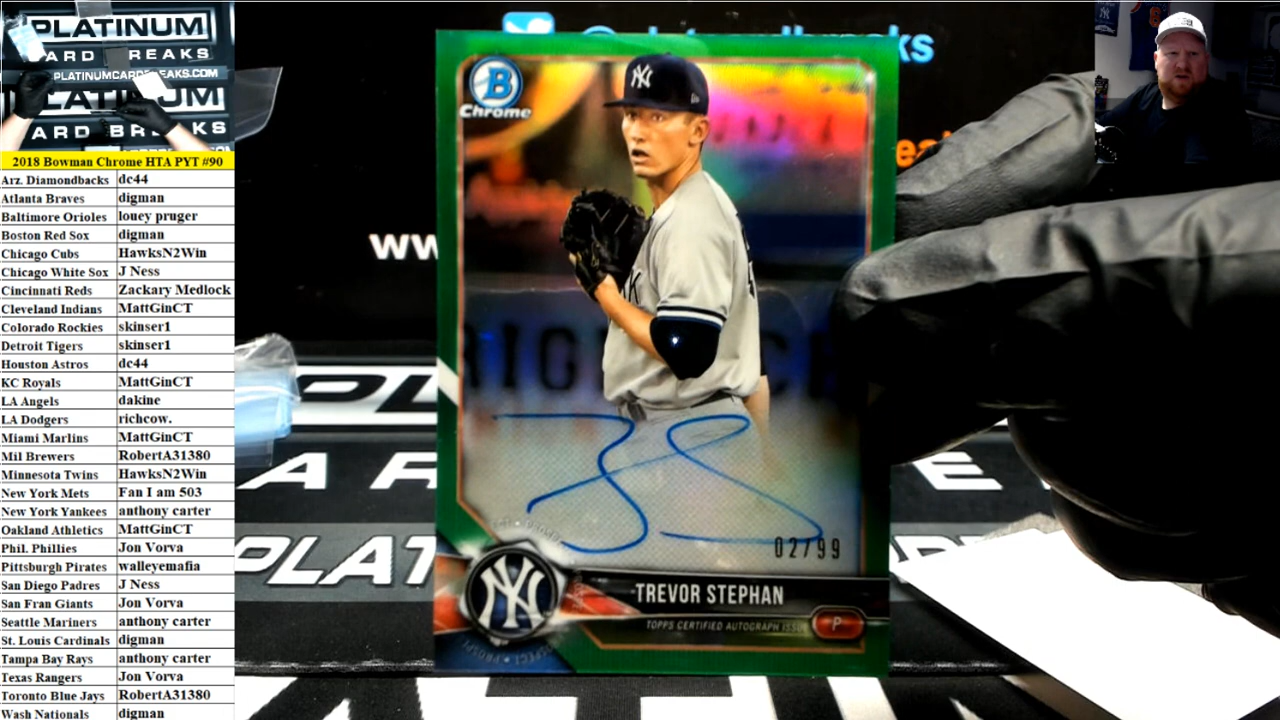 PLATINUM
ARD BREAKS
PLATINUMCARDBREAKS.COM
ARD BREAKS
2018 Bowman Chrome HTA PYT #90
Arz. Diamondbacks dc44
Atlanta Braves digman
Baltimore Orioles louey pruger
Boston Red Sox digman
Chicago Cubs HawksN2Win
Chicago White Sox J Ness
Cincinnati Reds Zackary Medlock
Cleveland Indians MattGinCT
Colorado Rockies skinser1
Detroit Tigers skinser1
Houston Astros dc44
KC Royals MattGinCT
LA Angels dakine
LA Dodgers richcow.
Miami Marlins MattGinCT
Mil Brewers RobertA31380
Minnesota Twins HawksN2Win
New York Mets Fan I am 503
New York Yankees anthony carter
Oakland Athletics MattGinCT
Phil. Phillies Jon Vorva
Pittsburgh Pirates walleyemafia
San Diego Padres J Ness
San Fran Giants Jon Vorva
Seattle Mariners anthony carter
St. Louis Cardinals digman
Tampa Bay Rays anthony carter
Texas Rangers Jon Vorva
Toronto Blue Jays RobertA31380
Wash Nationals digman
B
Chrome
NY
02/99
NY
TREVOR STEPHAN
TOPPS CERTIFIED AUTOGRAPH ISSUE
P